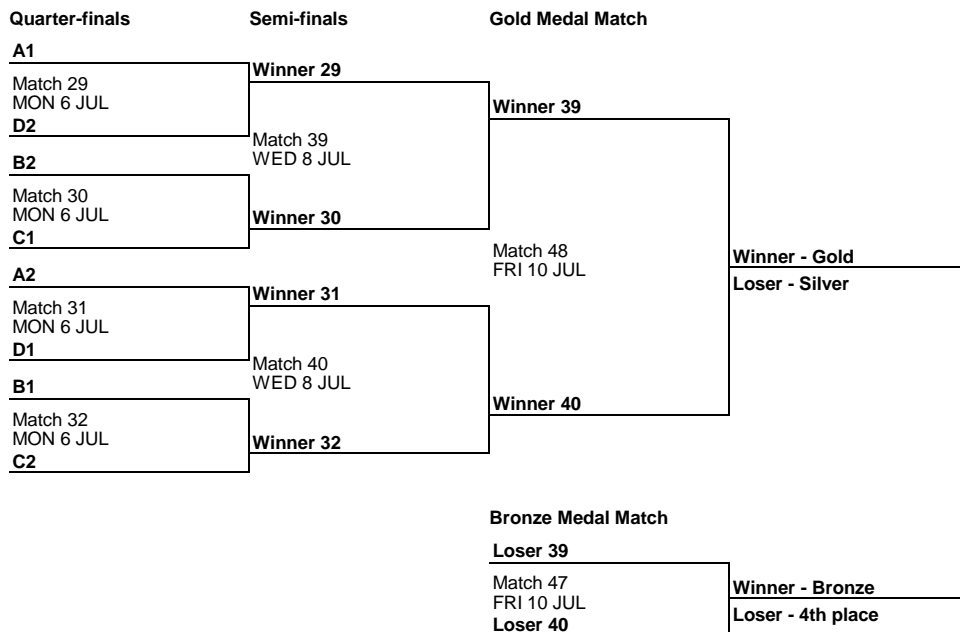 Quarter-finals
Semi-finals
Gold Medal Match
A1
Match 29
MON 6 JUL
D2
B2
Match 30
MON 6 JUL
C1
A2
Match 31
MON 6 JUL
D1
B1
Match 32
MON 6 JUL
C2
Winner 29
Match 39
WED 8 JUL
Winner 30
Winner 31
Match 40
WED 8 JUL
Winner 32
Winner 39
Match 48
FRI 10 JUL
Winner 40
Winner - Gold
Loser - Silver
Bronze Medal Match
Loser 39
Match 47
FRI 10 JUL
Loser 40
Winner - Bronze
Loser - 4th place